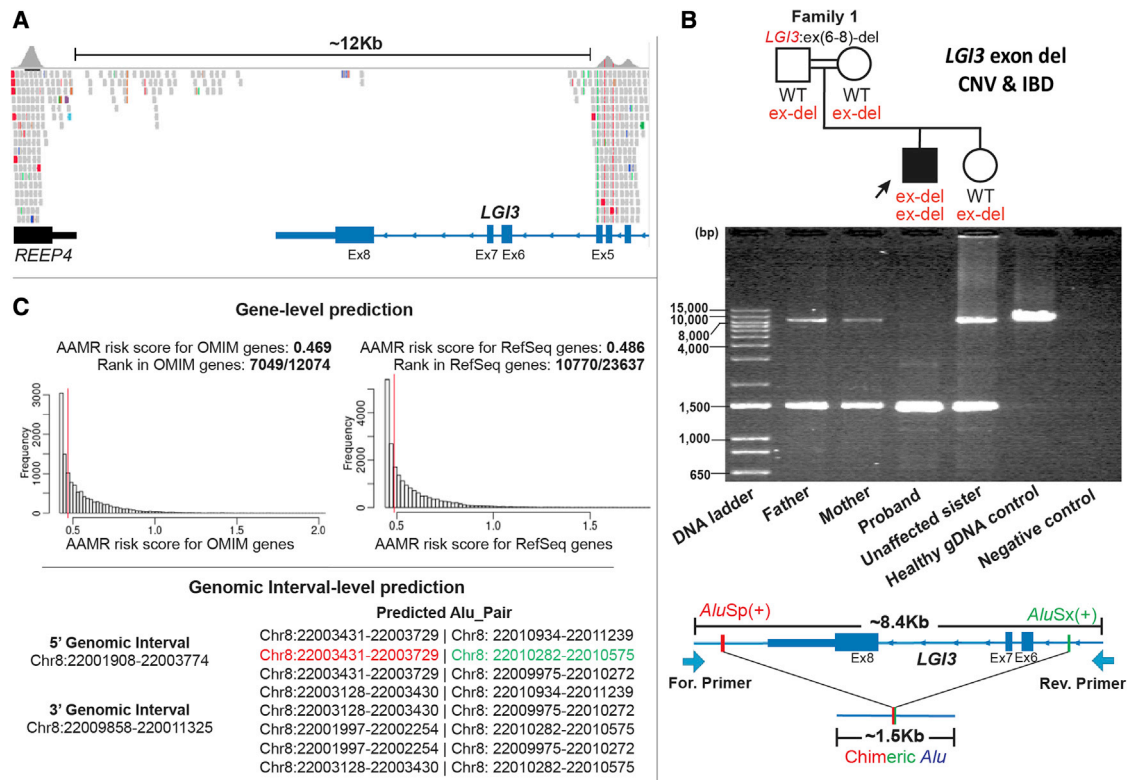 A
~12Kb
LGI3
REEP4
Ex8
Ex7 Ex6
Ex5
B
Family 1
LGI3:ex(6-8)-del
LGI3 exon del
CNV & IBD
WT
ex-del
WT
ex-del
ex-del
ex-del
WT
ex-del
(bp)
15,000
10,000
8,000
4,000
1,500
1,000
650
DNA ladder
Father
Mother
Proband
Unaffected sister
Healthy gDNA control
Negative control
AluSp(+)
AluSx(+)
~8.4Kb
Ex8
LGI3
Ex7 Ex6
For. Primer
Rev. Primer
~1.5Kb
Chimeric Alu
C
Gene-level prediction
AAMR risk score for OMIM genes: 0.469
Rank in OMIM genes: 7049/12074
Frequency
0 1000 2000 3000
0.5 1.0 1.5 2.0
AAMR risk score for OMIM genes
AAMR risk score for RefSeq genes: 0.486
Rank in RefSeq genes: 10770/23637
Frequency
0 2000 4000
0.5 1.0 1.5
AAMR risk score for RefSeq genes
Genomic Interval-level prediction
5' Genomic Interval
Chr8:22001908-22003774
3' Genomic Interval
Chr8:22009858-220011325
Predicted Alu_Pair
Chr8:22003431-22003729 | Chr8: 22010934-22011239
Chr8:22003431-22003729 | Chr8: 22010282-22010575
Chr8:22003431-22003729 | Chr8: 22009975-22010272
Chr8:22003128-22003430 | Chr8: 22010934-22011239
Chr8:22003128-22003430 | Chr8: 22009975-22010272
Chr8:22001997-22002254 | Chr8: 22010282-22010575
Chr8:22001997-22002254 | Chr8: 22009975-22010272
Chr8:22003128-22003430 | Chr8: 22010282-22010575